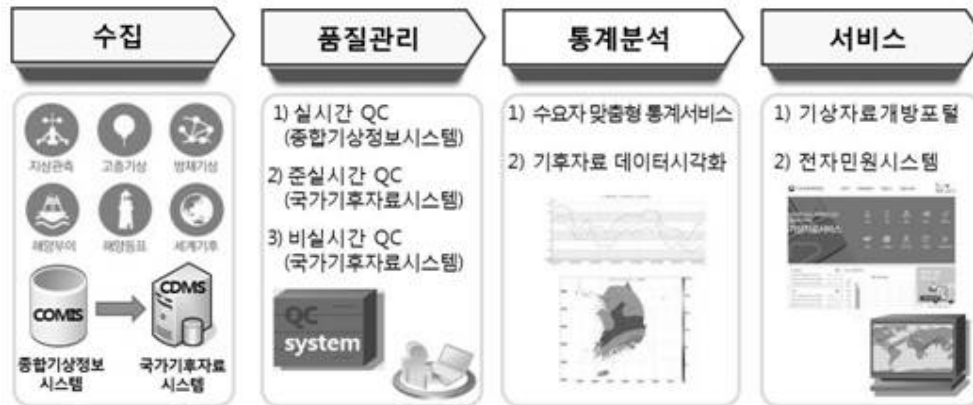 수집
지상관측 고층기상 방재기상
해양부이 해양등표 세계기후
COMIS
CDMS
종합기상정보
시스템
국가기후자료
시스템
품질관리
1) 실시간 QC
(종합기상정보시스템)
2) 준실시간 QC
(국가기후자료시스템)
3) 비실시간 QC
(국가기후자료시스템)
QC
system
통계분석
1) 수요자 맞춤형 통계서비스
2) 기후자료 데이터시각화
서비스
1) 기상자료개방포털
2) 전자민원시스템
기상자료서비스